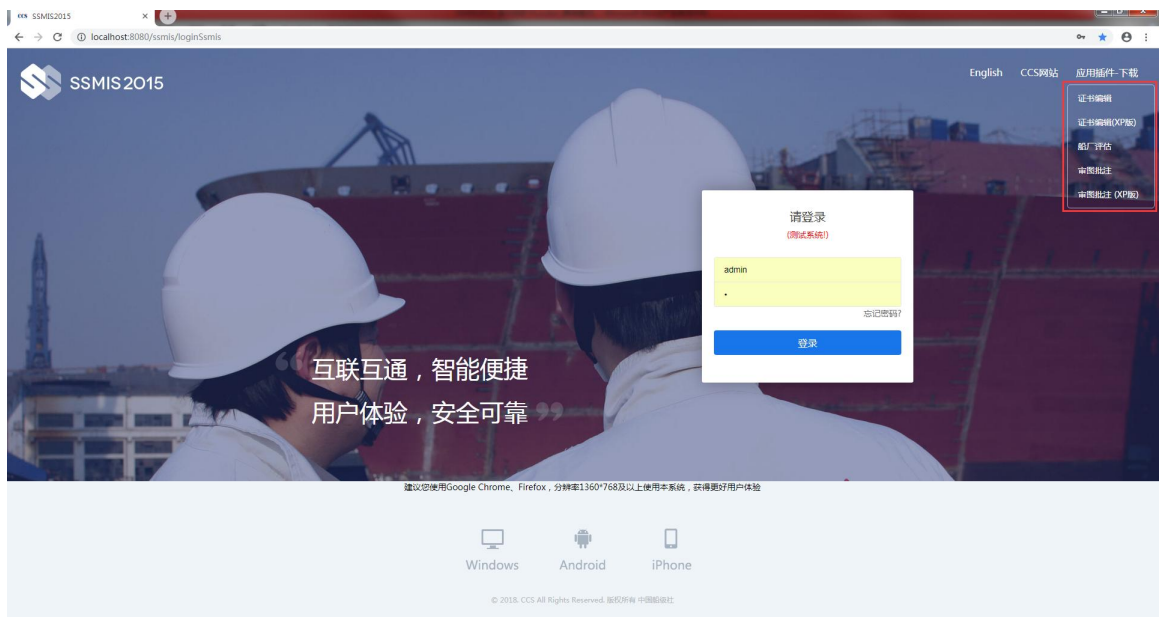 CCS SSMIS2015
localhost:8080/ssmis/loginSsmis
SSMIS2015
English CCS网站 应用插件-下载
证书编辑
证书编辑(XP版)
船厂评估
审图批注
审图批注 (XP版)
请登录
(测试系统!)
admin
忘记密码?
登录
“互联互通，智能便捷
用户体验，安全可靠”
建议您使用Google Chrome、Firefox，分辨率1360*768及以上使用本系统，获得更好用户体验
Windows Android iPhone
© 2018. CCS All Rights Reserved. 版权所有 中国船级社